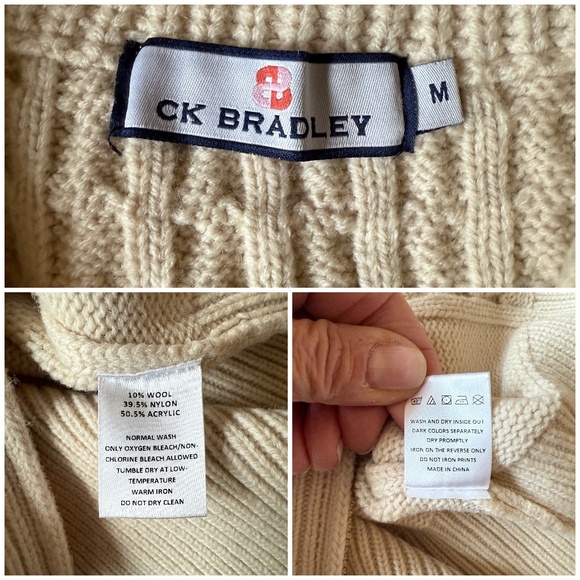 CK BRADLEY
M
10% WOOL
39.5% NYLON
50.5% ACRYLIC
NORMAL WASH
ONLY OXYGEN BLEACH/NON-
CHLORINE BLEACH ALLOWED
TUMBLE DRY AT LOW-
TEMPERATURE
WARM IRON
DO NOT DRY CLEAN
WASH AND DRY INSIDE OUT
DARK COLORS SEPARATELY
DRY PROMPTLY
IRON ON THE REVERSE ONLY
DO NOT IRON PRINTS
MADE IN CHINA